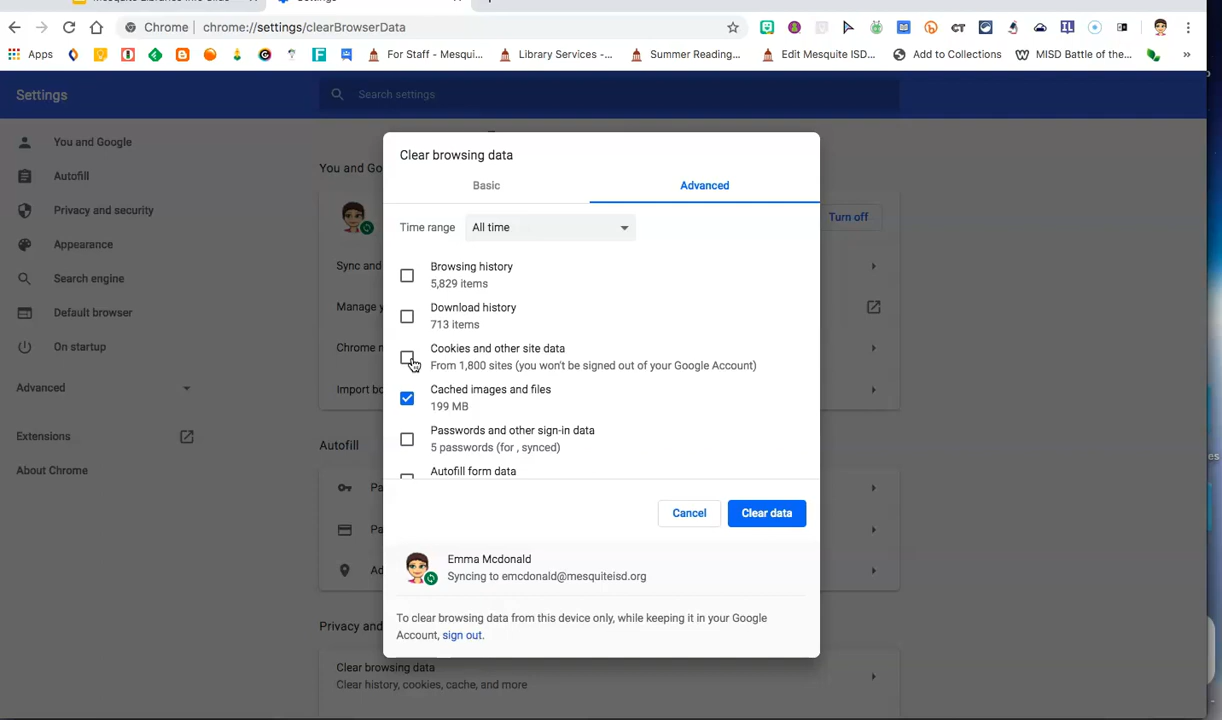 Mesquite Libraries Info Slide
Settings
Chrome chrome://settings/clearBrowserData
Apps For Staff - Mesqui... Library Services -... Summer Reading... Edit Mesquite ISD... Add to Collections MISD Battle of the... »
Settings
Search settings
You and Google
Autofill
Privacy and security
Appearance
Search engine
Default browser
On startup
Advanced
Extensions
About Chrome
You and Go
Turn off
Sync and
Manage y
Chrome n
Import bo
Autofill
Pa
Pa
Ad
Privacy and
Clear browsing data
Clear history, cookies, cache, and more
Clear browsing data
Basic Advanced
Time range All time
Browsing history
5,829 items
Download history
713 items
Cookies and other site data
From 1,800 sites (you won't be signed out of your Google Account)
Cached images and files
199 MB
Passwords and other sign-in data
5 passwords (for , synced)
Autofill form data
Cancel Clear data
Emma Mcdonald
Syncing to emcdonald@mesquiteisd.org
To clear browsing data from this device only, while keeping it in your Google
Account, sign out.